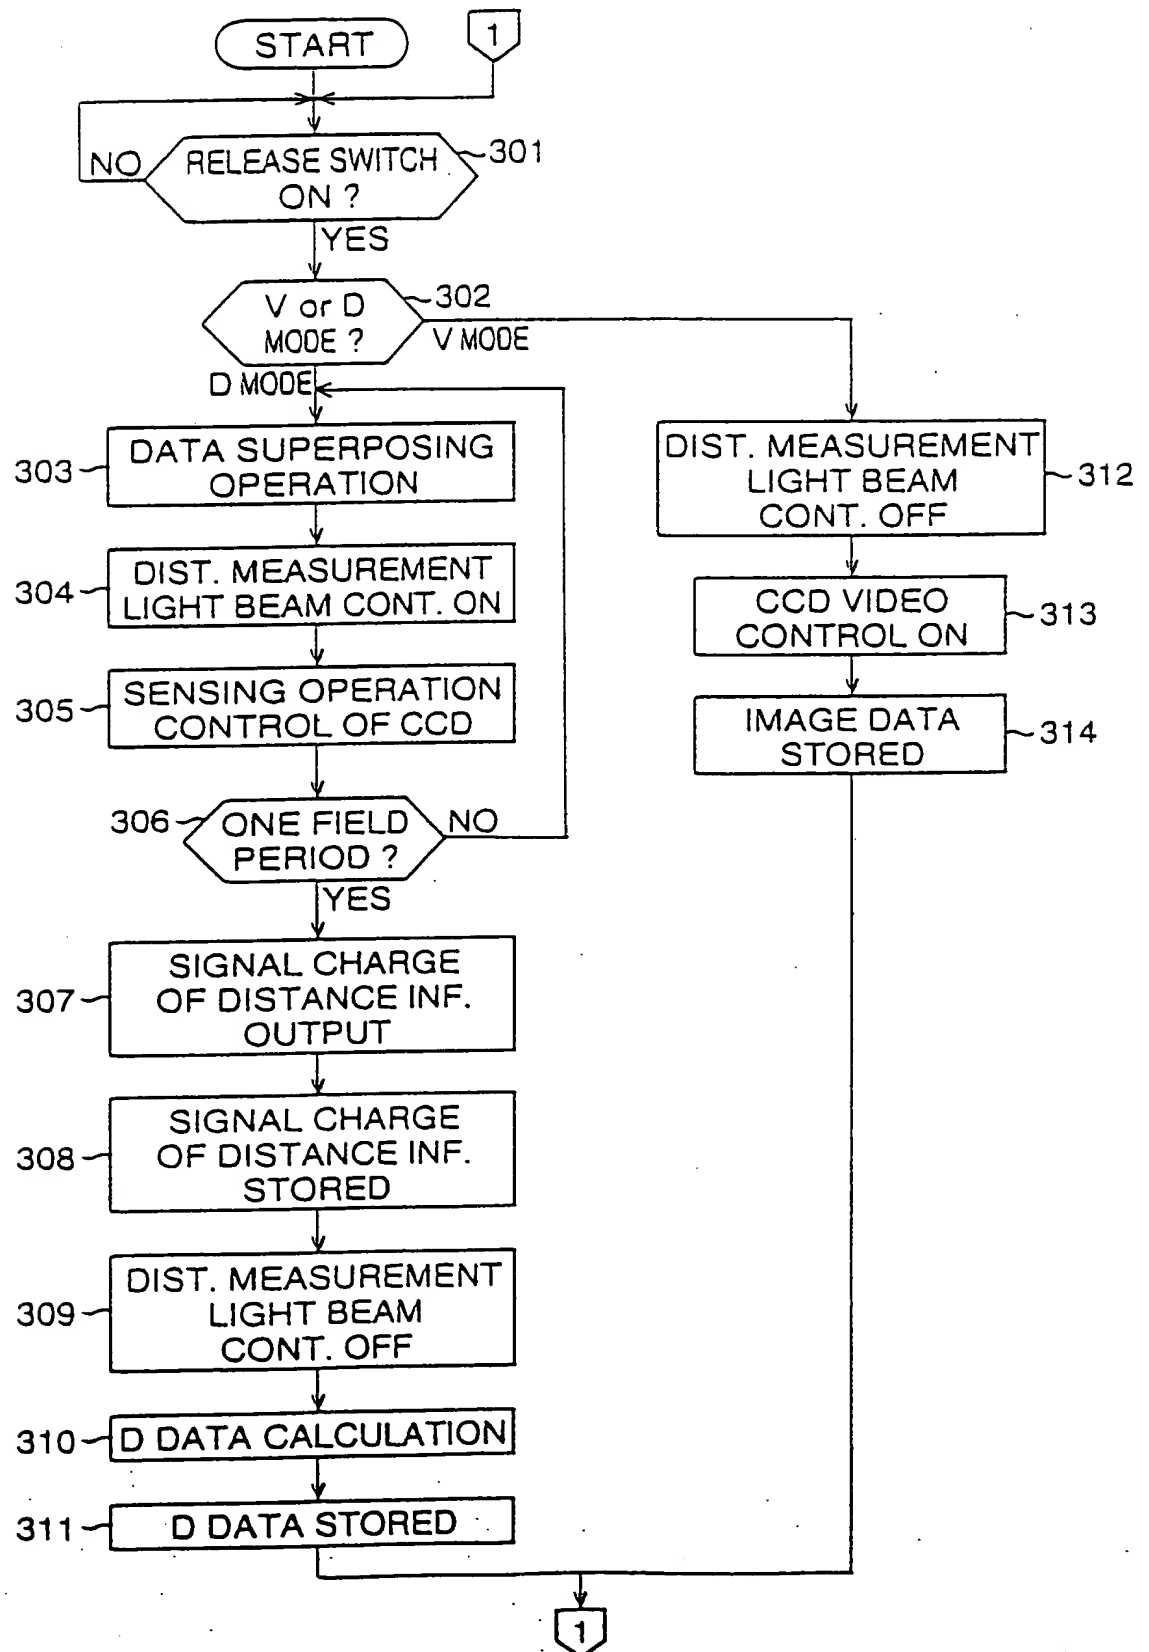 START
1
NO
RELEASE SWITCH
ON ?
301
YES
V or D
MODE ?
302
V MODE
D MODE
303
DATA SUPERPOSING
OPERATION
304
DIST. MEASUREMENT
LIGHT BEAM CONT. ON
305
SENSING OPERATION
CONTROL OF CCD
306
ONE FIELD
PERIOD ?
NO
YES
307
SIGNAL CHARGE
OF DISTANCE INF.
OUTPUT
308
SIGNAL CHARGE
OF DISTANCE INF.
STORED
309
DIST. MEASUREMENT
LIGHT BEAM
CONT. OFF
310
D DATA CALCULATION
311
D DATA STORED
DIST. MEASUREMENT
LIGHT BEAM
CONT. OFF
312
CCD VIDEO
CONTROL ON
313
IMAGE DATA
STORED
314
1